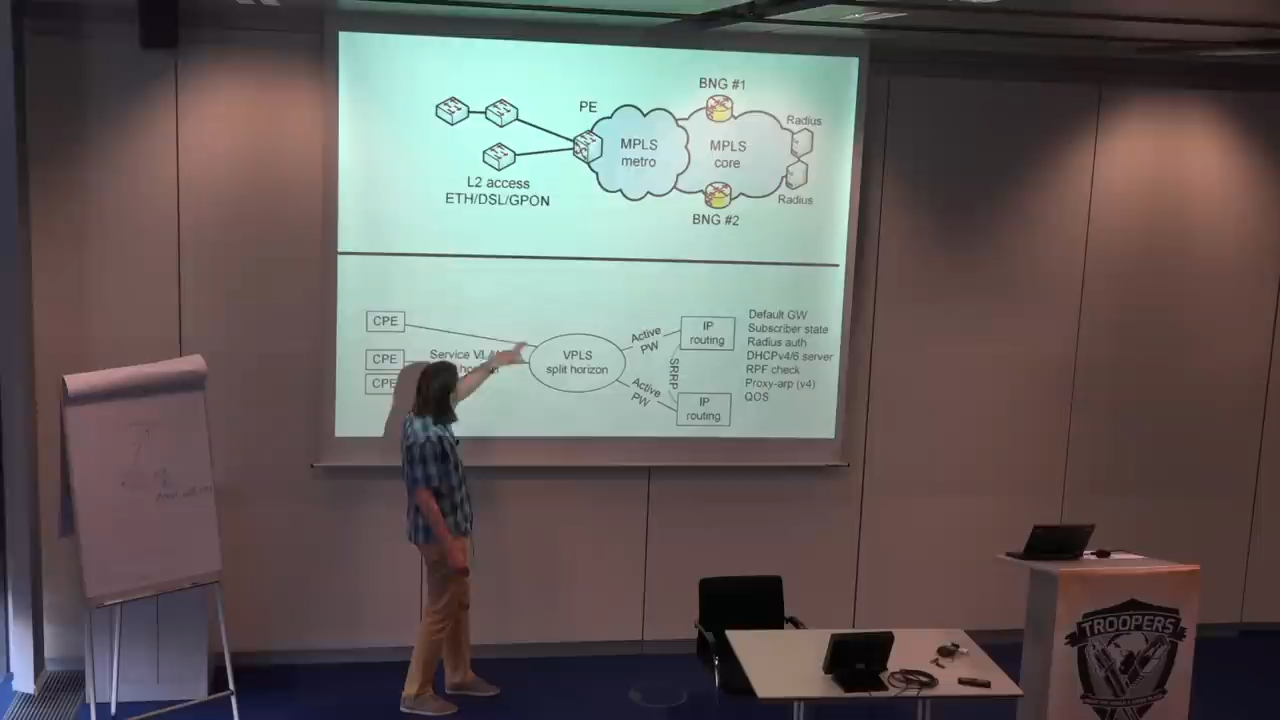 BNG #1
PE
Radius
MPLS
metro
MPLS
core
L2 access
ETH/DSL/GPON
Radius
BNG #2
CPE
CPE
CPE
Service
VPLS
split horizon
Active
PW
Active
PW
SRRP
IP
routing
IP
routing
Default GW
Subscriber state
Radius auth
DHCPv4/6 server
RPF check
Proxy-arp (v4)
QOS
TROOPERS